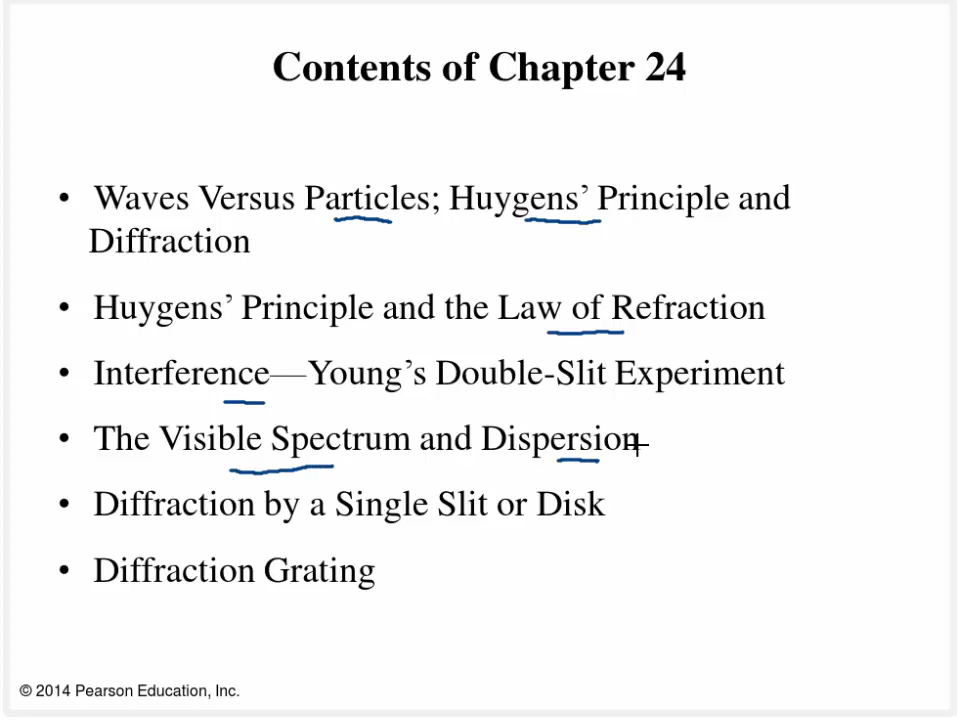 Contents of Chapter 24
• Waves Versus Particles; Huygens’ Principle and
Diffraction
• Huygens’ Principle and the Law of Refraction
• Interference—Young’s Double-Slit Experiment
• The Visible Spectrum and Dispersion
• Diffraction by a Single Slit or Disk
• Diffraction Grating
© 2014 Pearson Education, Inc.